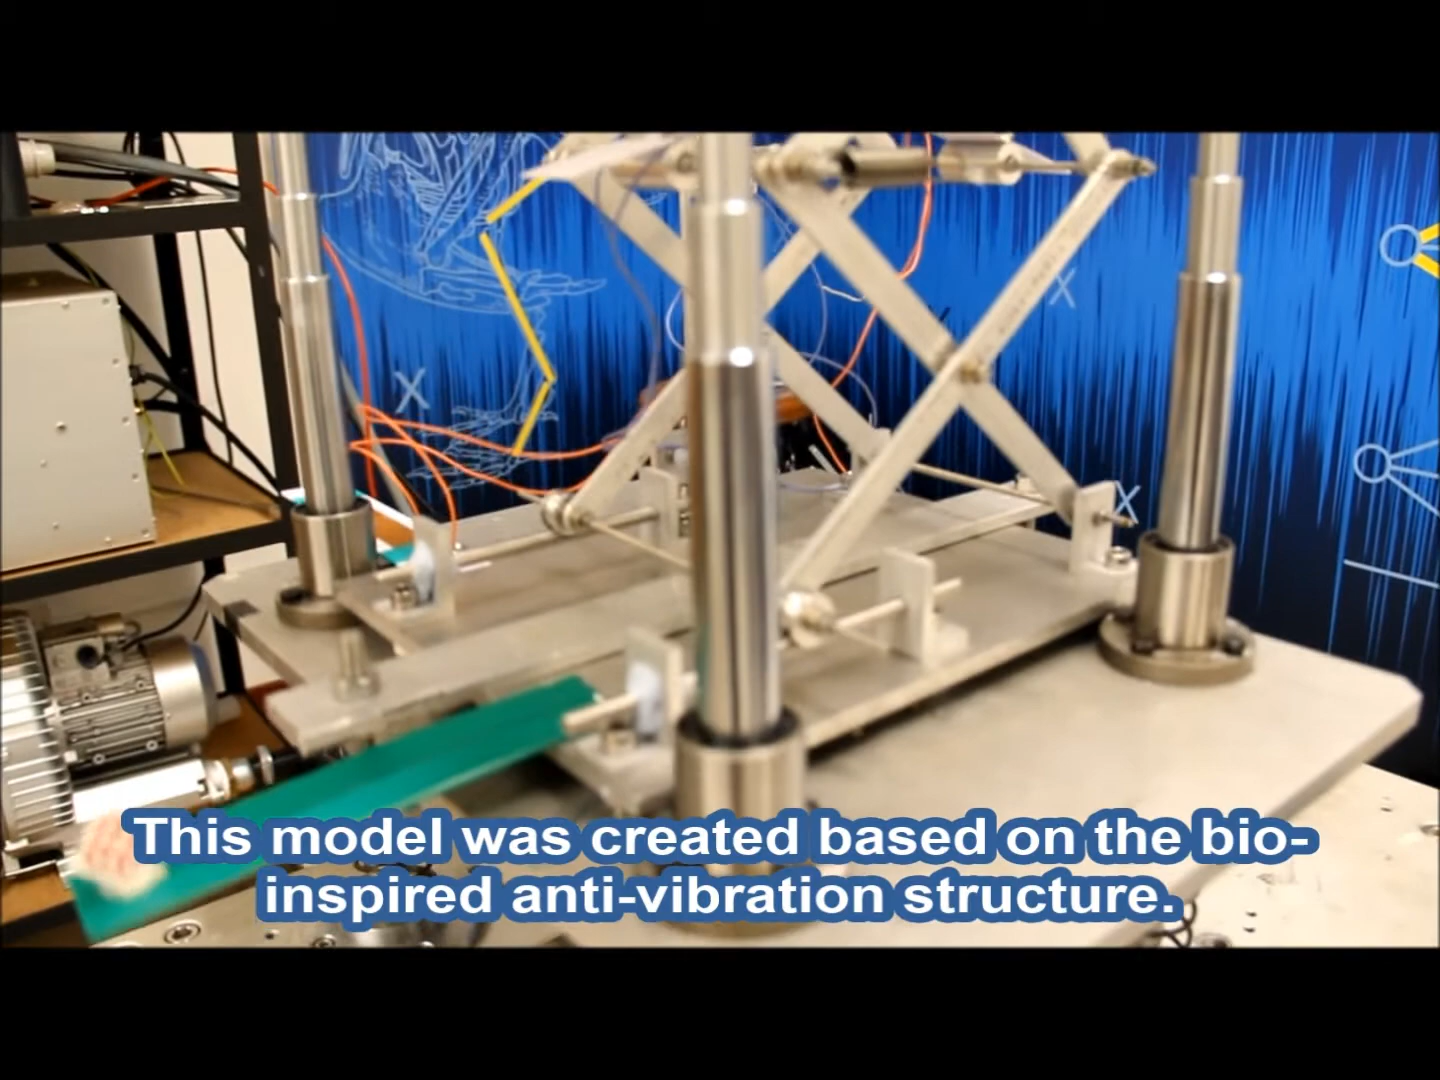 X
X
X
This model was created based on the bio-
inspired anti-vibration structure.